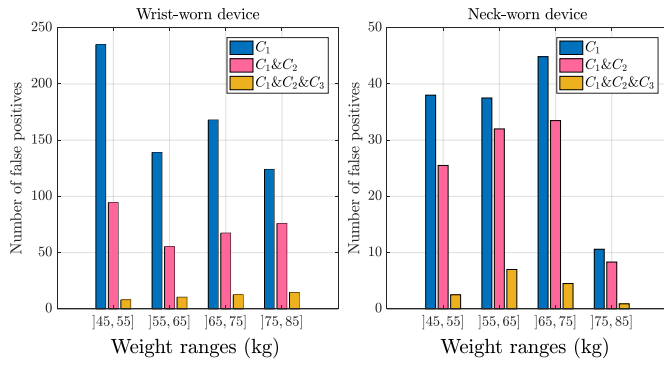 Wrist-worn device
250
200
150
100
50
0
Number of false positives
C₁
C₁&C₂
C₁&C₂&C₃
]45, 55] ]55, 65] ]65, 75] ]75, 85]
Weight ranges (kg)
Neck-worn device
50
40
30
20
10
0
Number of false positives
C₁
C₁&C₂
C₁&C₂&C₃
]45, 55] ]55, 65] ]65, 75] ]75, 85]
Weight ranges (kg)